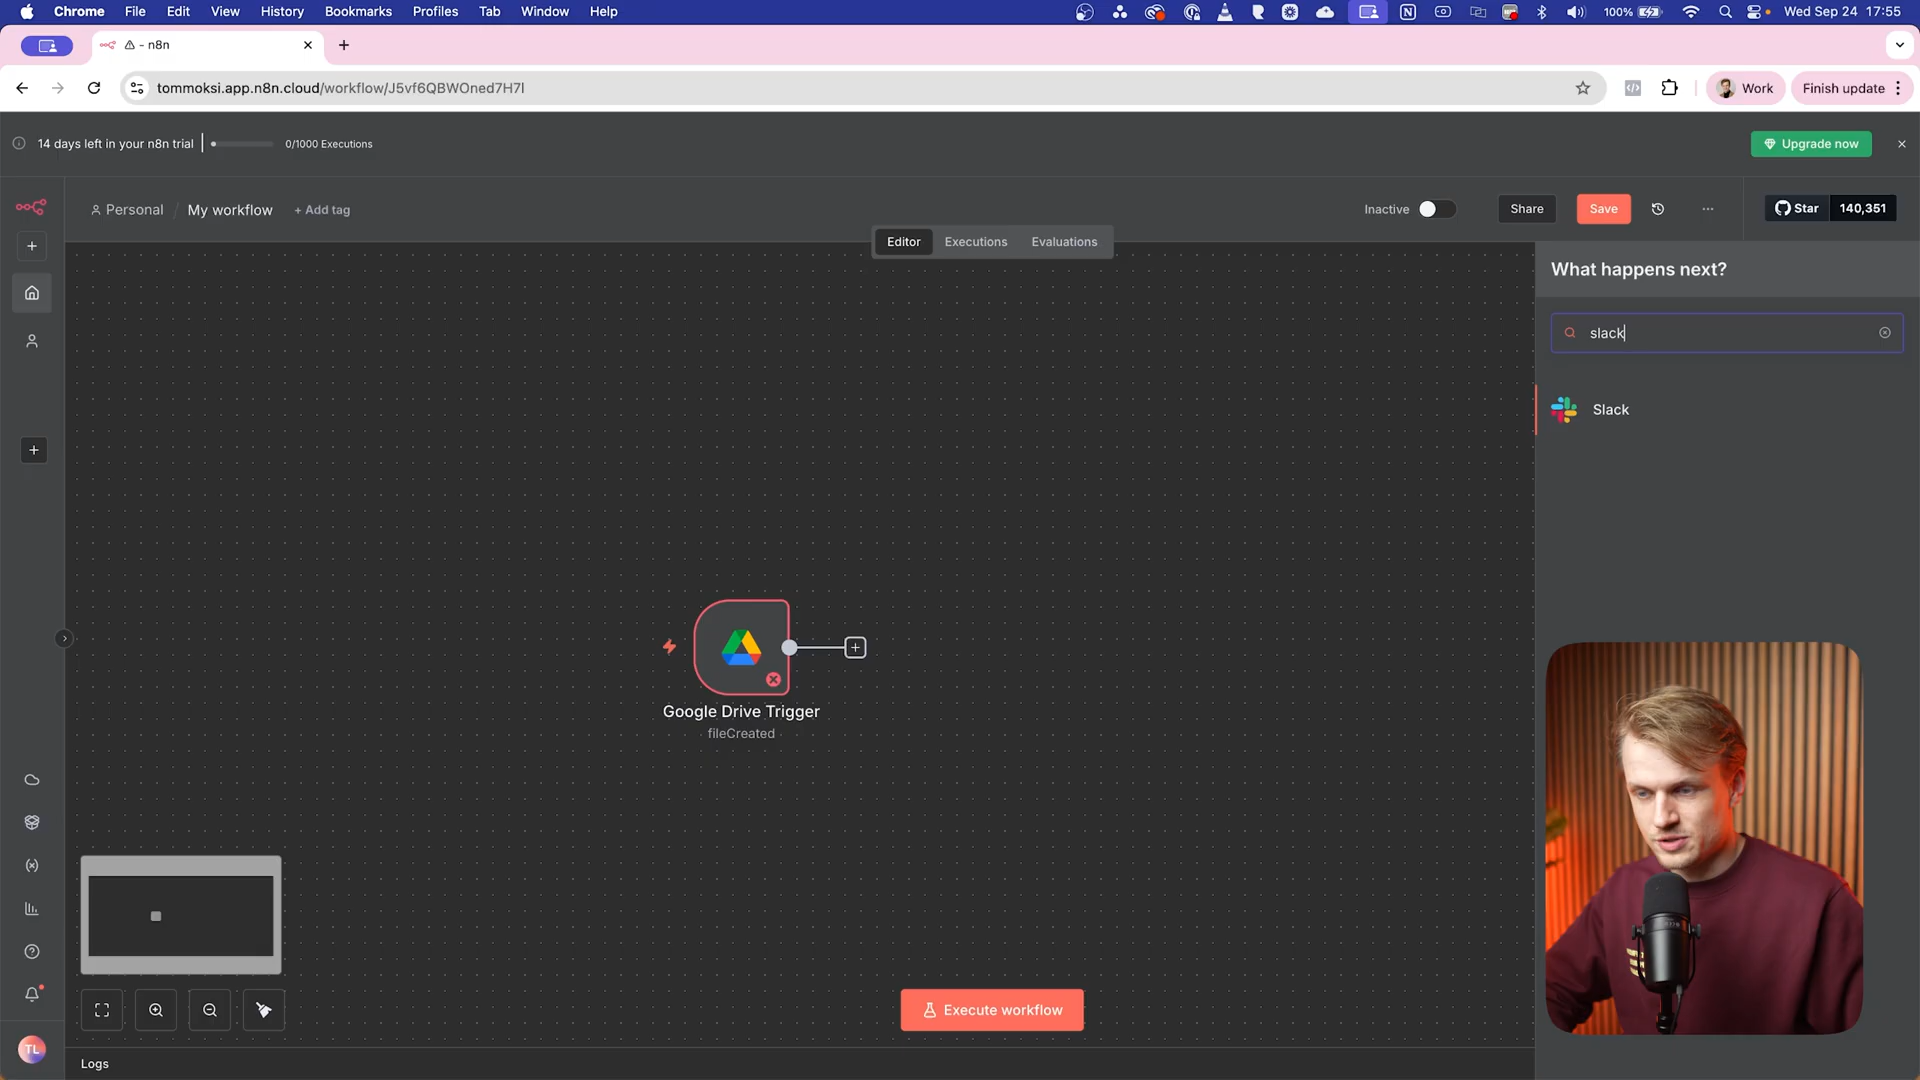 Chrome File Edit View History Bookmarks Profiles Tab Window Help 100% Wed Sep 24 17:55
- n8n
tommoksi.app.n8n.cloud/workflow/J5vf6QBWOned7H7l Work Finish update
14 days left in your n8n trial 0/1000 Executions Upgrade now
Personal / My workflow + Add tag Inactive Share Save ... Star 140,351
Editor Executions Evaluations
What happens next?
slack
Slack
Google Drive Trigger
fileCreated
Execute workflow
TL
Logs